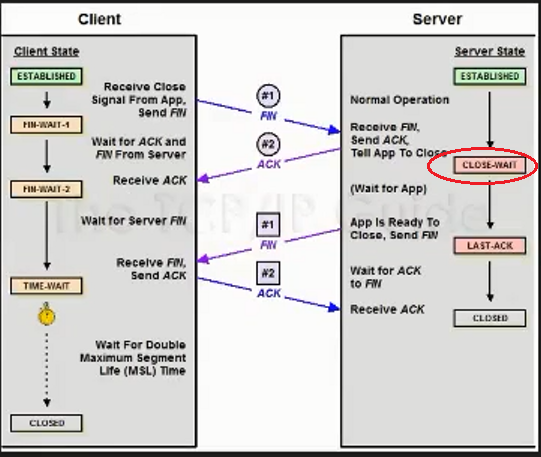 Client
Server
Client State
Server State
ESTABLISHED
ESTABLISHED
Receive Close
Signal From App,
Send FIN
#1
FIN
Normal Operation
FIN-WAIT-1
Receive FIN,
Send ACK,
Tell App To Close
Wait for ACK and
FIN From Server
#2
ACK
CLOSE-WAIT
Receive ACK
FIN-WAIT-2
(Wait for App)
The TCP/IP Guide
Wait for Server FIN
#1
FIN
App Is Ready To
Close, Send FIN
LAST-ACK
Receive FIN,
Send ACK
#2
ACK
Wait for ACK
to FIN
TIME-WAIT
Receive ACK
CLOSED
Wait For Double
Maximum Segment
Life (MSL) Time
CLOSED